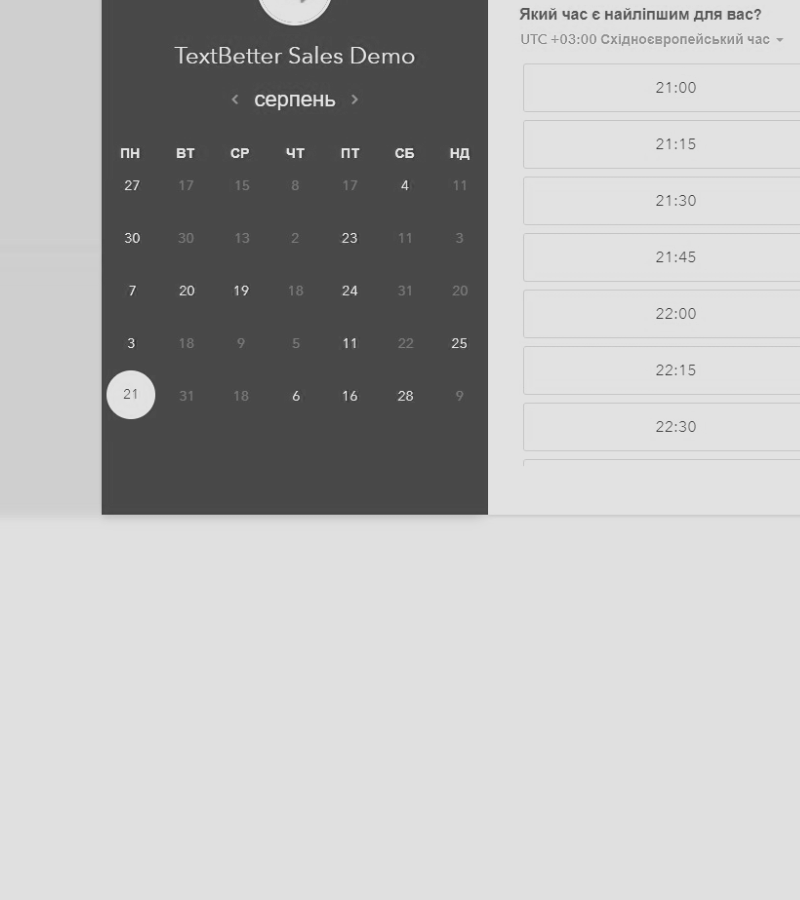 TextBetter Sales Demo
серпень
ПН ВТ СР ЧТ ПТ СБ НД
27 17 15 8 17 4 11
30 30 13 2 23 11 3
7 20 19 18 24 31 20
3 18 9 5 11 22 25
21 31 18 6 16 28 9
Який час є найліпшим для вас?
UTC +03:00 Східноєвропейський час
21:00
21:15
21:30
21:45
22:00
22:15
22:30